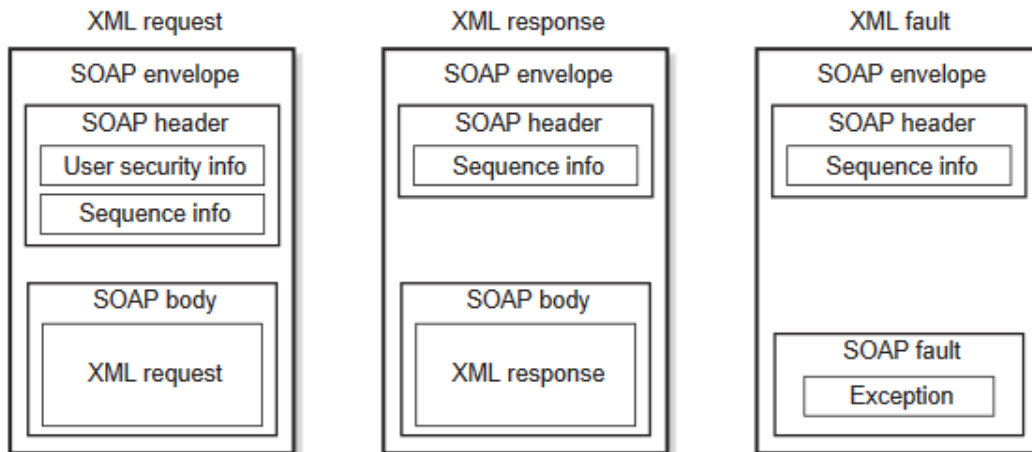 XML request
SOAP envelope
SOAP header
User security info
Sequence info
SOAP body
XML request
XML response
SOAP envelope
SOAP header
Sequence info
SOAP body
XML response
XML fault
SOAP envelope
SOAP header
Sequence info
SOAP fault
Exception